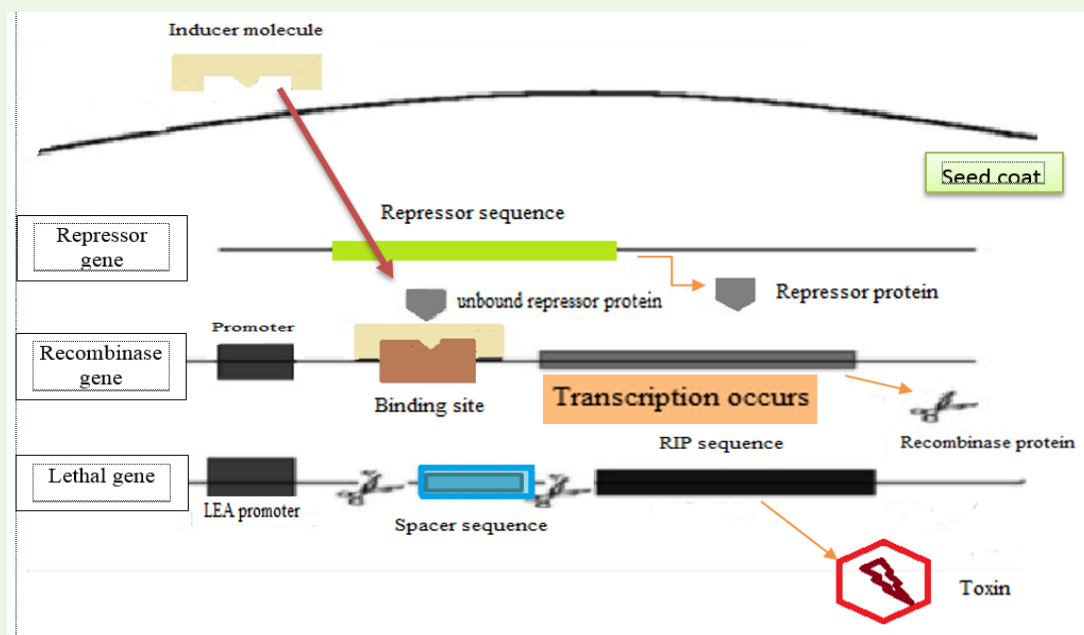 Inducer molecule
Seed coat
Repressor sequence
Repressor
gene
unbound repressor protein
Repressor protein
Promoter
Recombinase
gene
Binding site
Transcription occurs
Recombinase protein
RIP sequence
Lethal gene
LEA promoter
Spacer sequence
Toxin